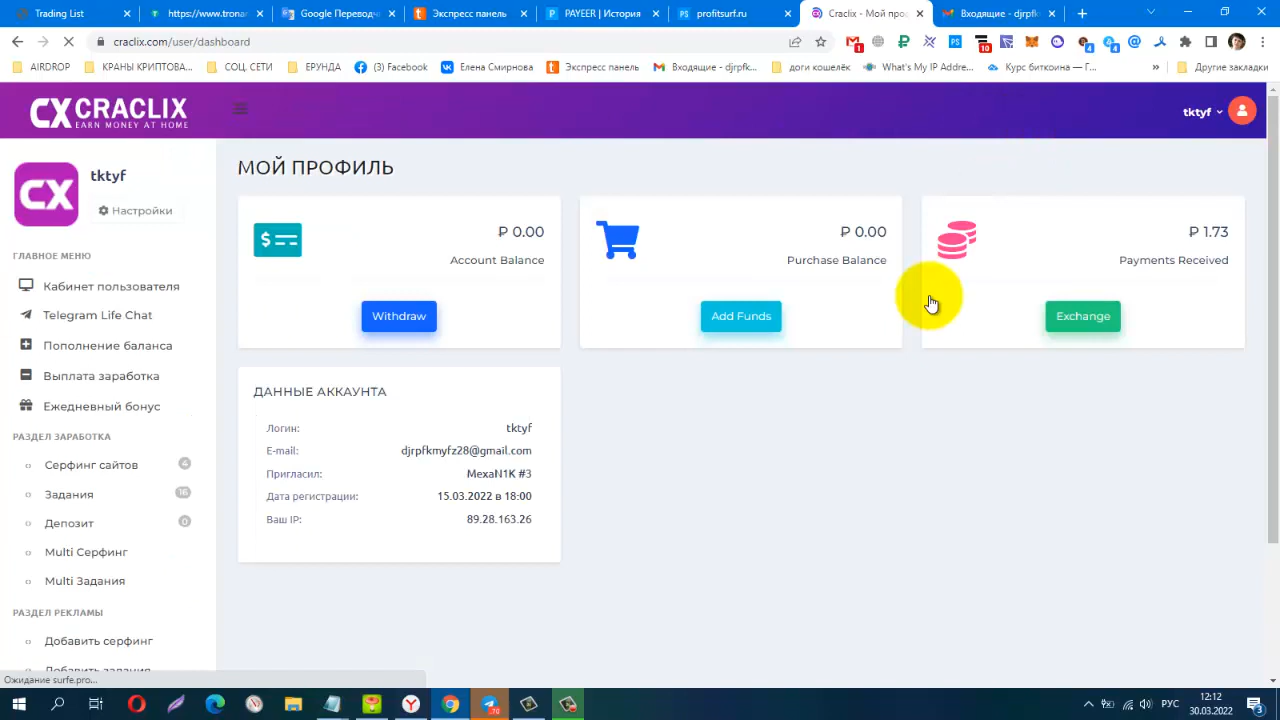 Trading List
https://www.tronar
Google Переводч
Экспресс панель
PAYEER | История
profitsurf.ru
Craclix - Мой про
Входящие - djrpf
craclix.com/user/dashboard
AIRDROP
КРАНЫ КРИПТОВА...
СОЦ. СЕТИ
ЕРУНДА
(3) Facebook
Елена Смирнова
Экспресс панель
Входящие - djrpfk...
доги кошелёк
What's My IP Addre...
Курс биткоина — Г...
»
Другие закладки
CX CRACLIX
EARN MONEY AT HOME
tktyf
CX
tktyf
Настройки
ГЛАВНОЕ МЕНЮ
Кабинет пользователя
Telegram Life Chat
Пополнение баланса
Выплата заработка
Ежедневный бонус
РАЗДЕЛ ЗАРАБОТКА
Серфинг сайтов 4
Задания 16
Депозит 0
Multi Серфинг
Multi Задания
РАЗДЕЛ РЕКЛАМЫ
Добавить серфинг
Добавить задания
Ожидание surfe.pro...
МОЙ ПРОФИЛЬ
₽ 0.00
Account Balance
Withdraw
₽ 0.00
Purchase Balance
Add Funds
₽ 1.73
Payments Received
Exchange
ДАННЫЕ АККАУНТА
Логин: tktyf
E-mail: djrpfkmyfz28@gmail.com
Пригласил: MexaN1K #3
Дата регистрации: 15.03.2022 в 18:00
Ваш IP: 89.28.163.26
РУС
12:12
30.03.2022